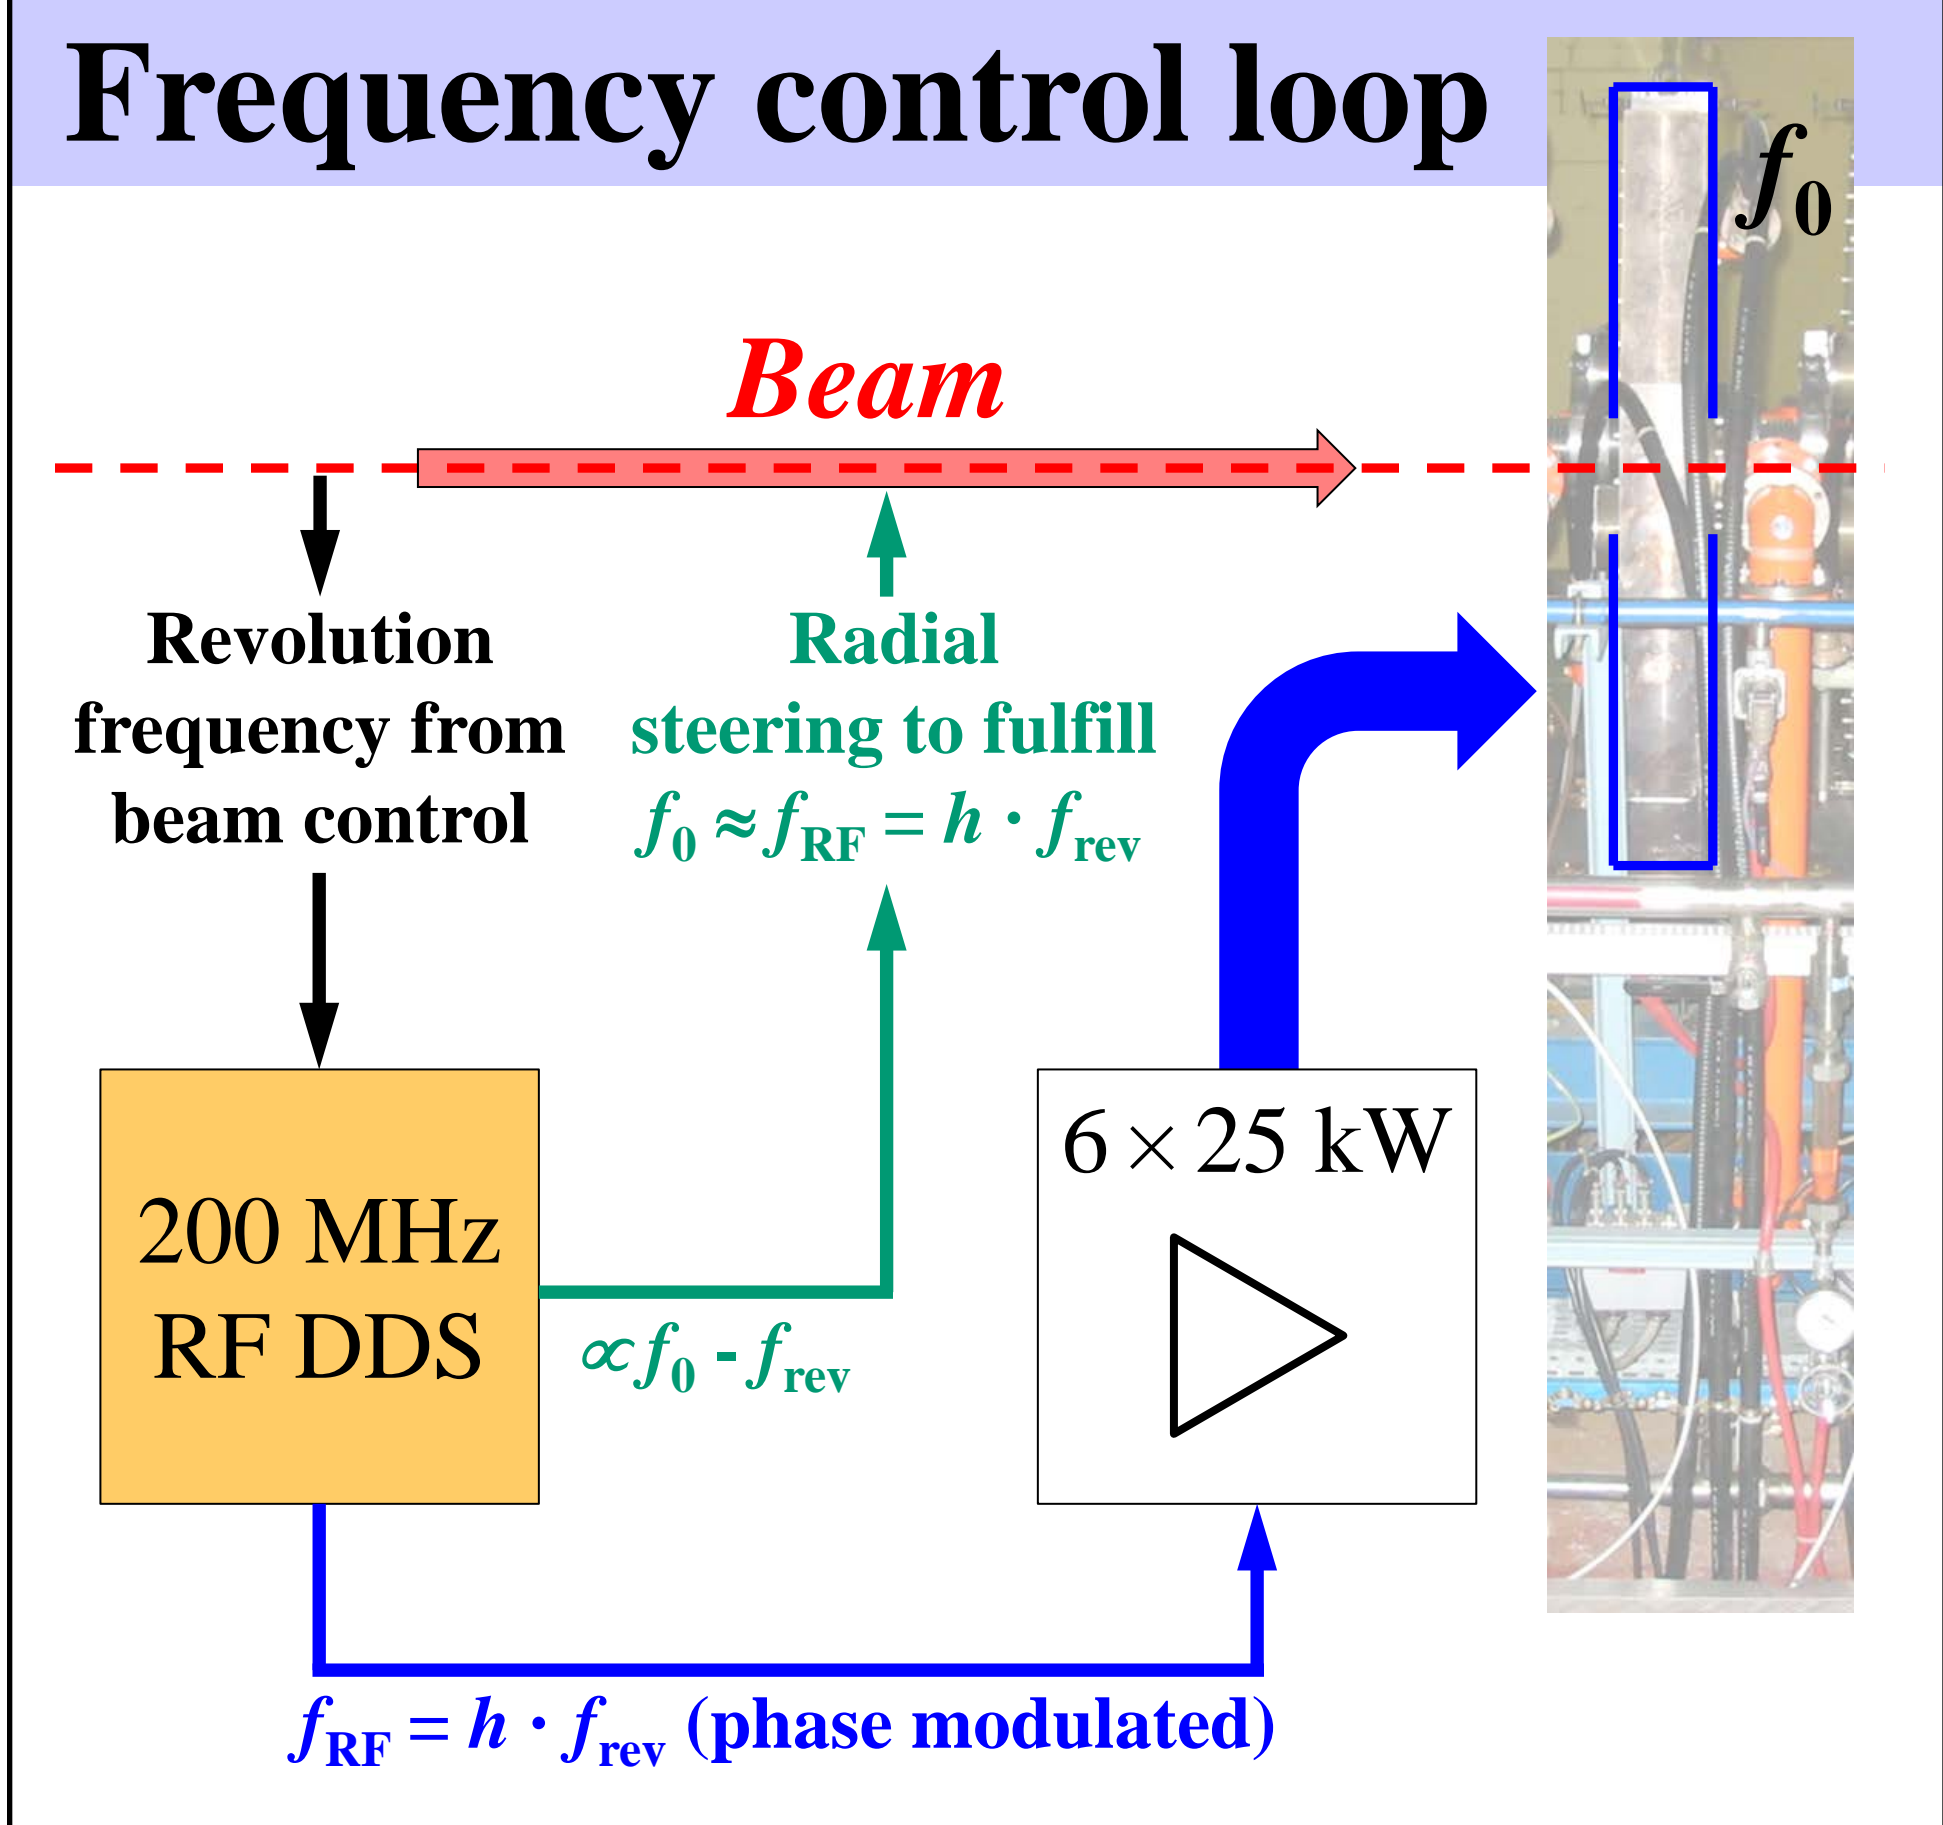 Frequency control loop
f0
Beam
Revolution
frequency from
beam control
Radial
steering to fulfill
f0 ≈ fRF = h · frev
200 MHz
RF DDS
∝ f0 - frev
6 × 25 kW
fRF = h · frev (phase modulated)